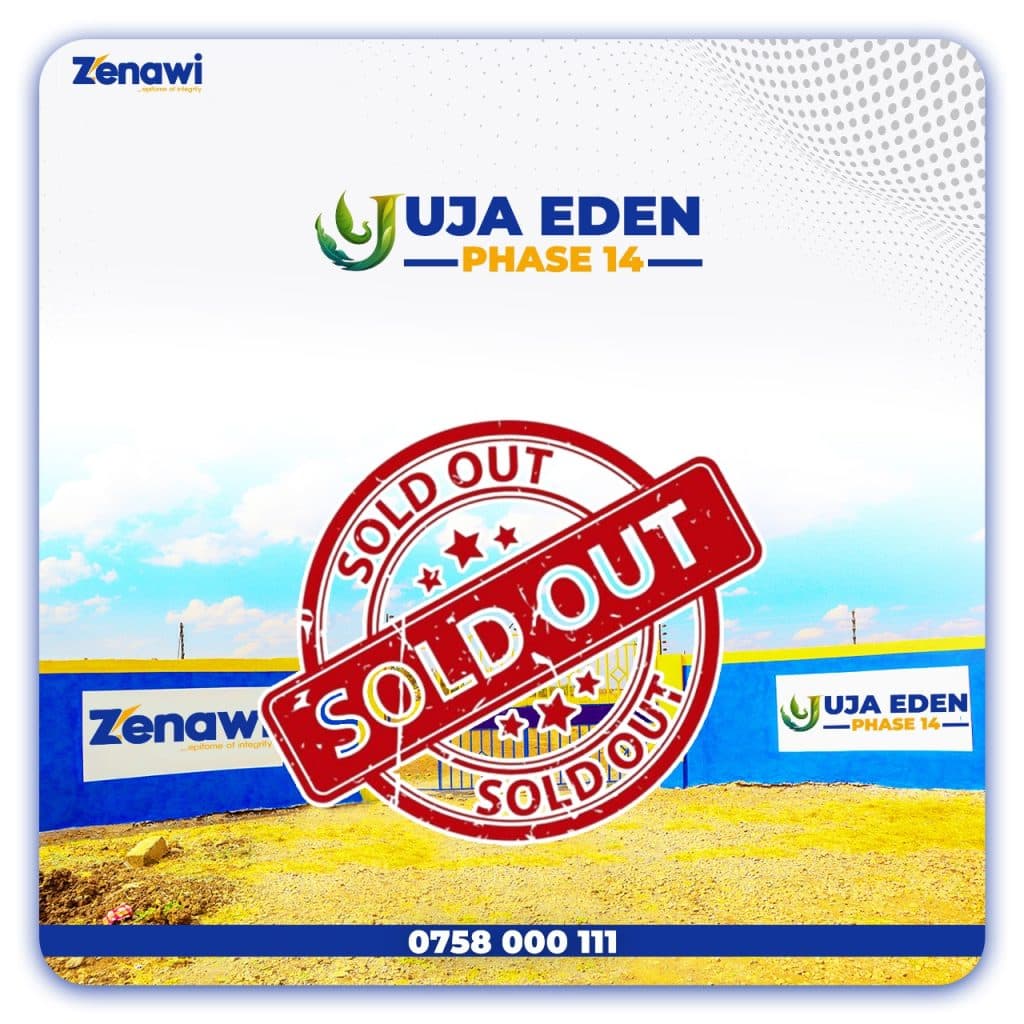 Zenawi
...epitome of integrity
UJA EDEN
PHASE 14
SOLD OUT
SOLD OUT
SOLD OUT
Zenawi
...epitome of integrity
UJA EDEN
PHASE 14
0758 000 111